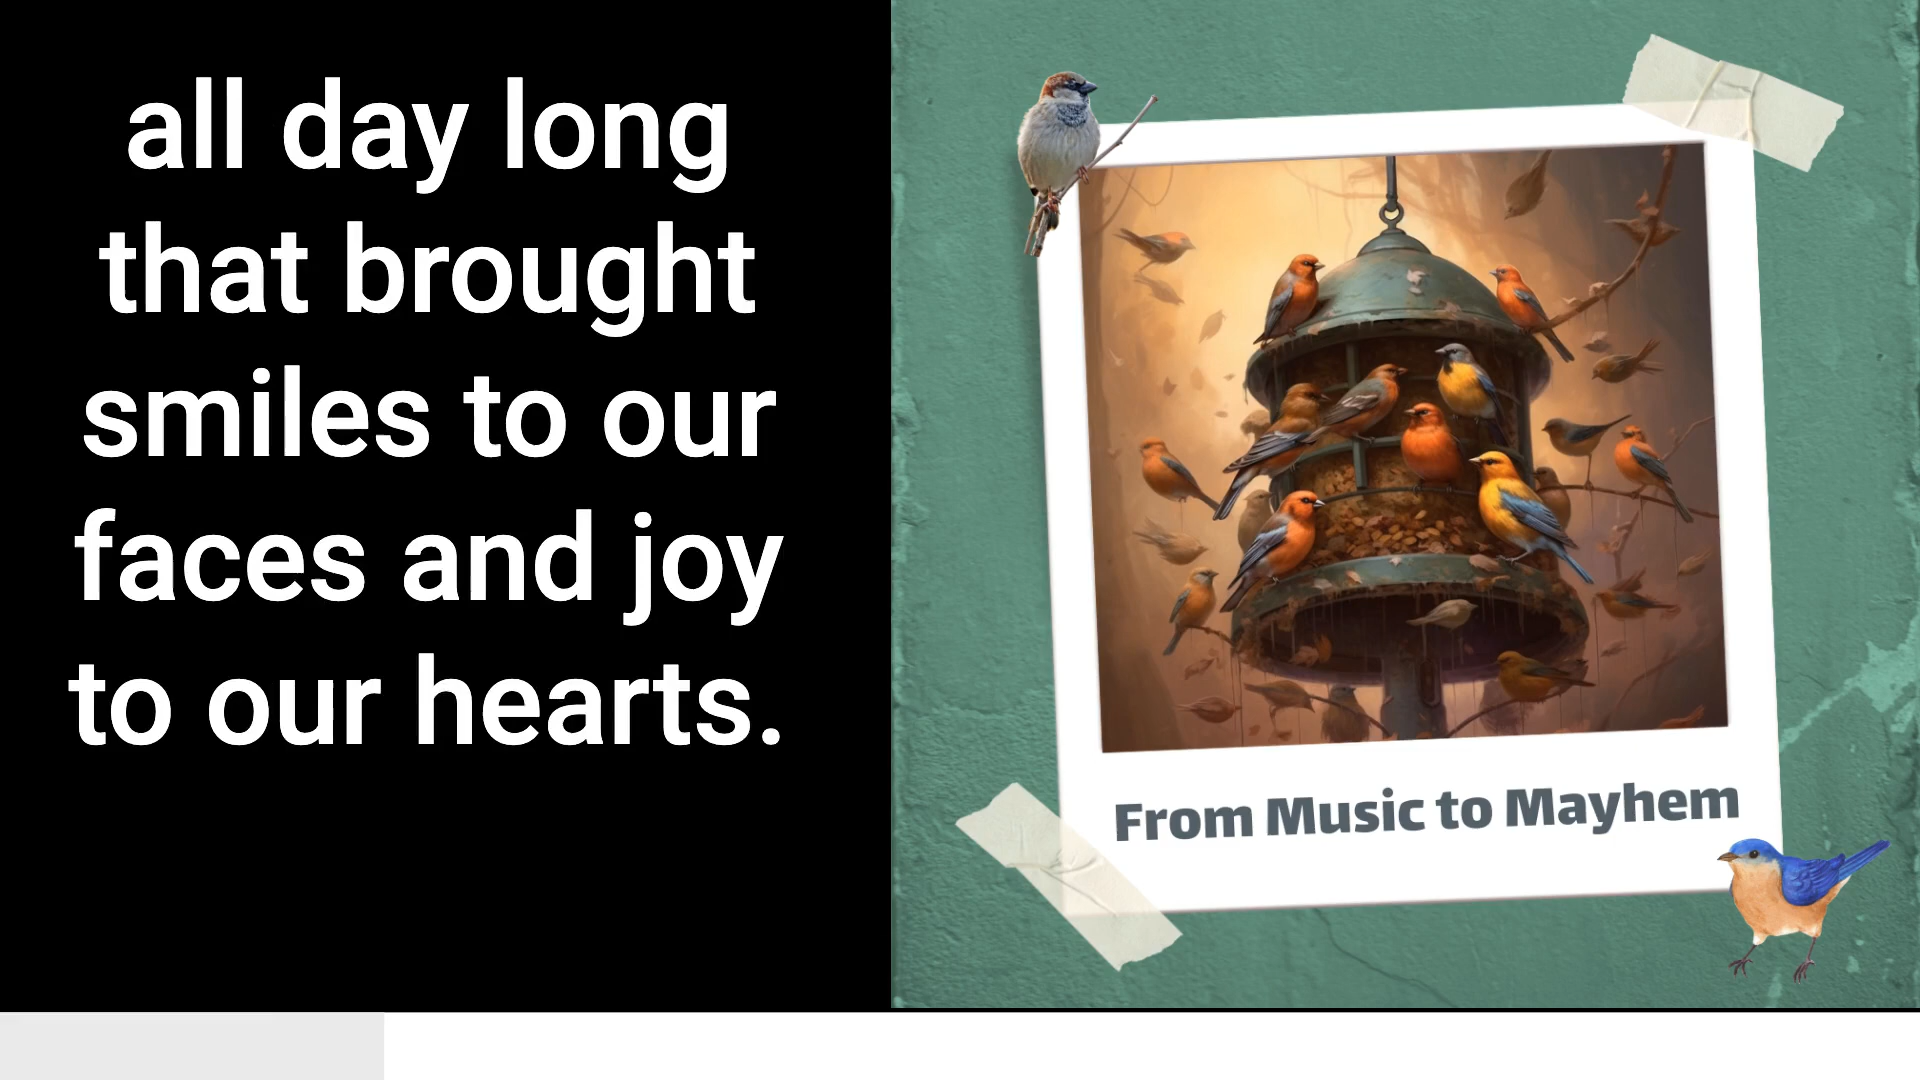 all day long
that brought
smiles to our
faces and joy
to our hearts.
From Music to Mayhem